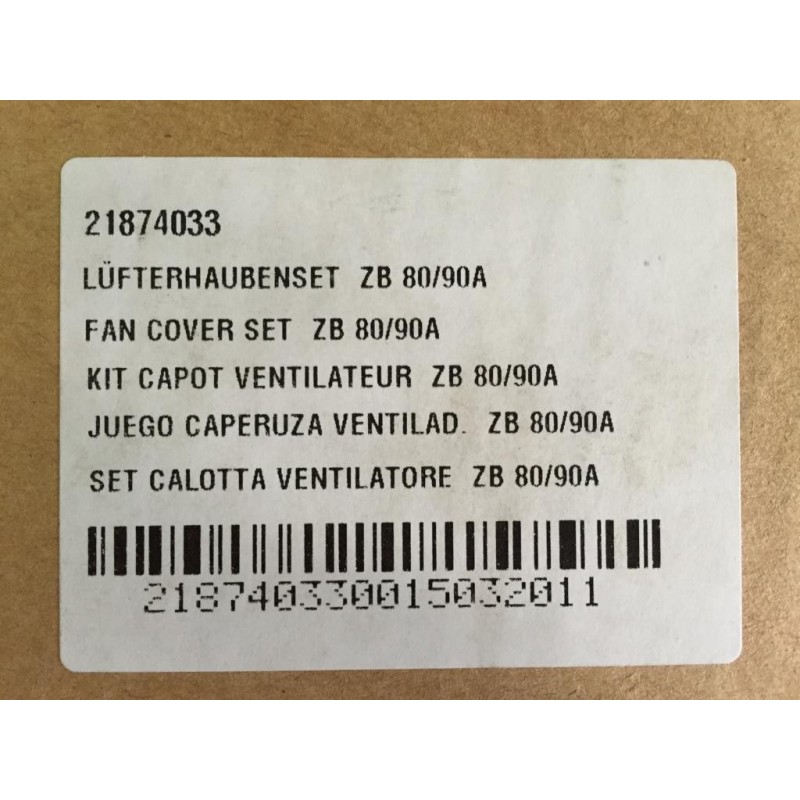 21874033
LÜFTERHAUBENSET ZB 80/90A
FAN COVER SET ZB 80/90A
KIT CAPOT VENTILATEUR ZB 80/90A
JUEGO CAPERUZA VENTILAD. ZB 80/90A
SET CALOTTA VENTILATORE ZB 80/90A
218740330015032011